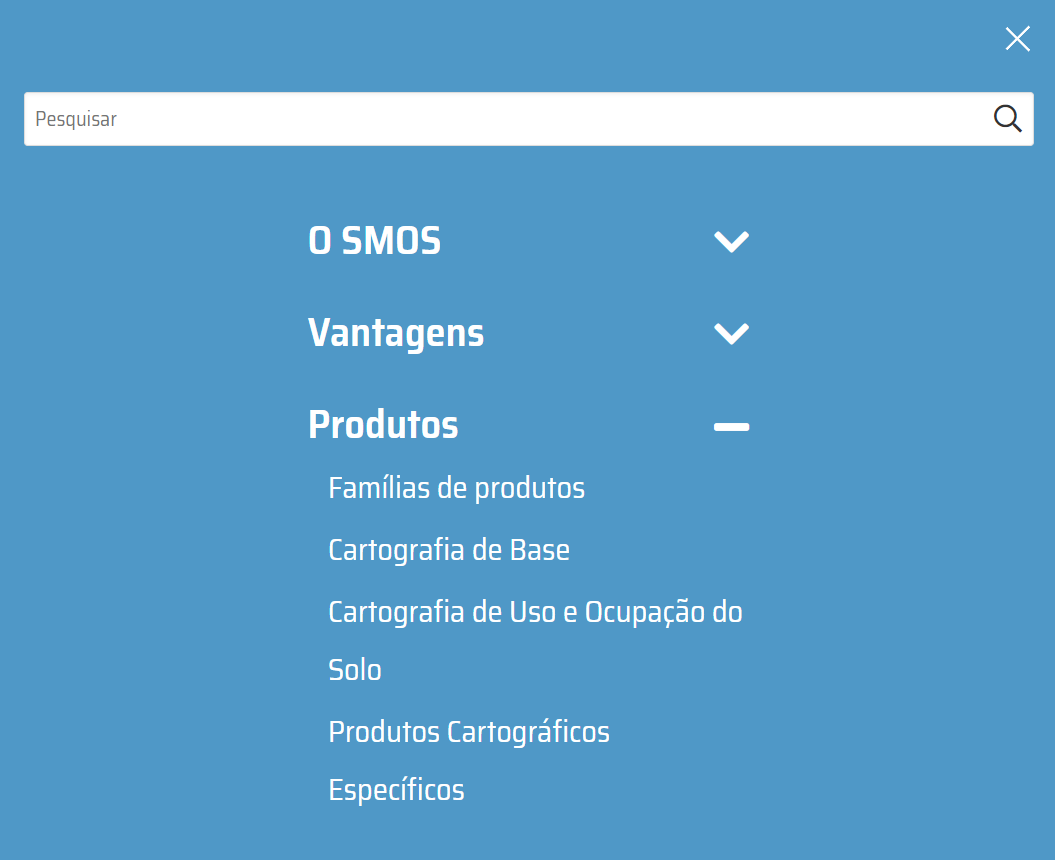 Pesquisar
O SMOS
Vantagens
Produtos
Famílias de produtos
Cartografia de Base
Cartografia de Uso e Ocupação do
Solo
Produtos Cartográficos
Específicos